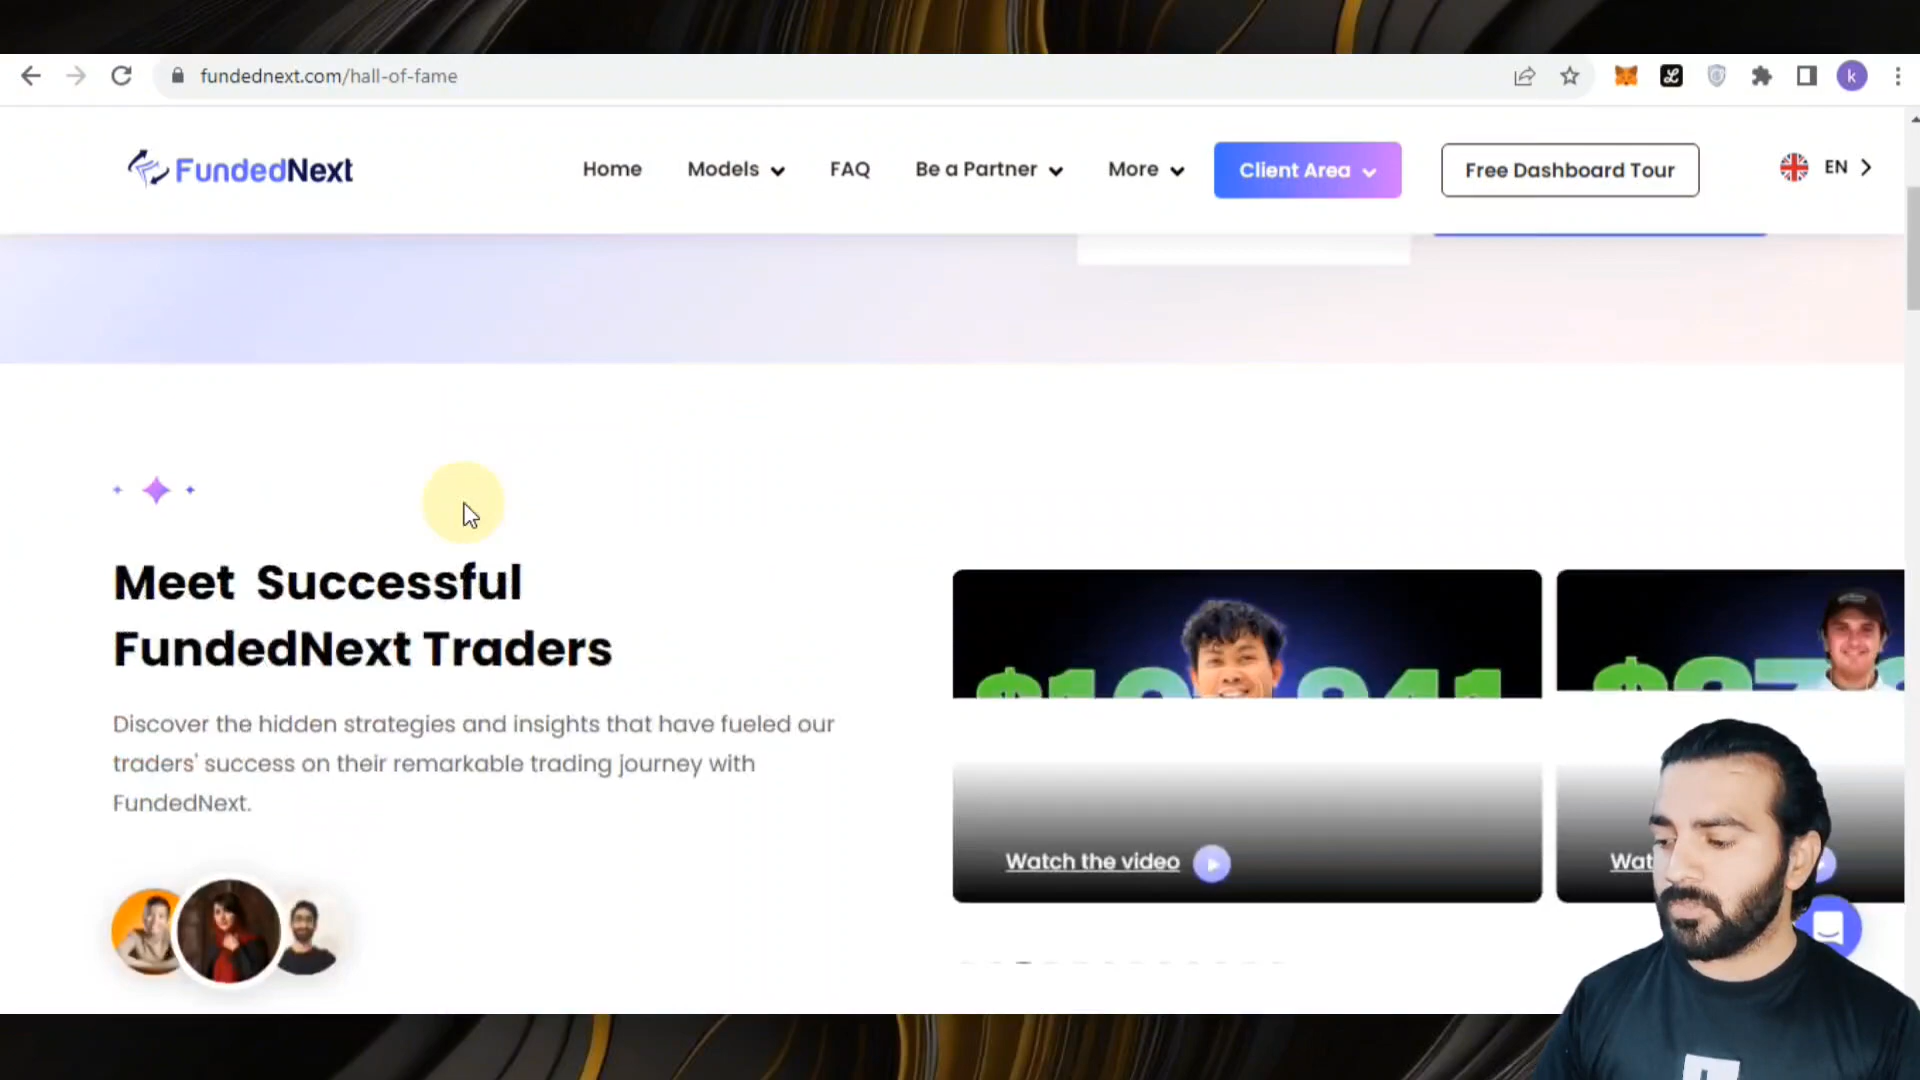 fundednext.com/hall-of-fame
k
FundedNext
Home
Models
FAQ
Be a Partner
More
Client Area
Free Dashboard Tour
EN
Meet Successful
FundedNext Traders
Discover the hidden strategies and insights that have fueled our
traders' success on their remarkable trading journey with
FundedNext.
Watch the video
Wat